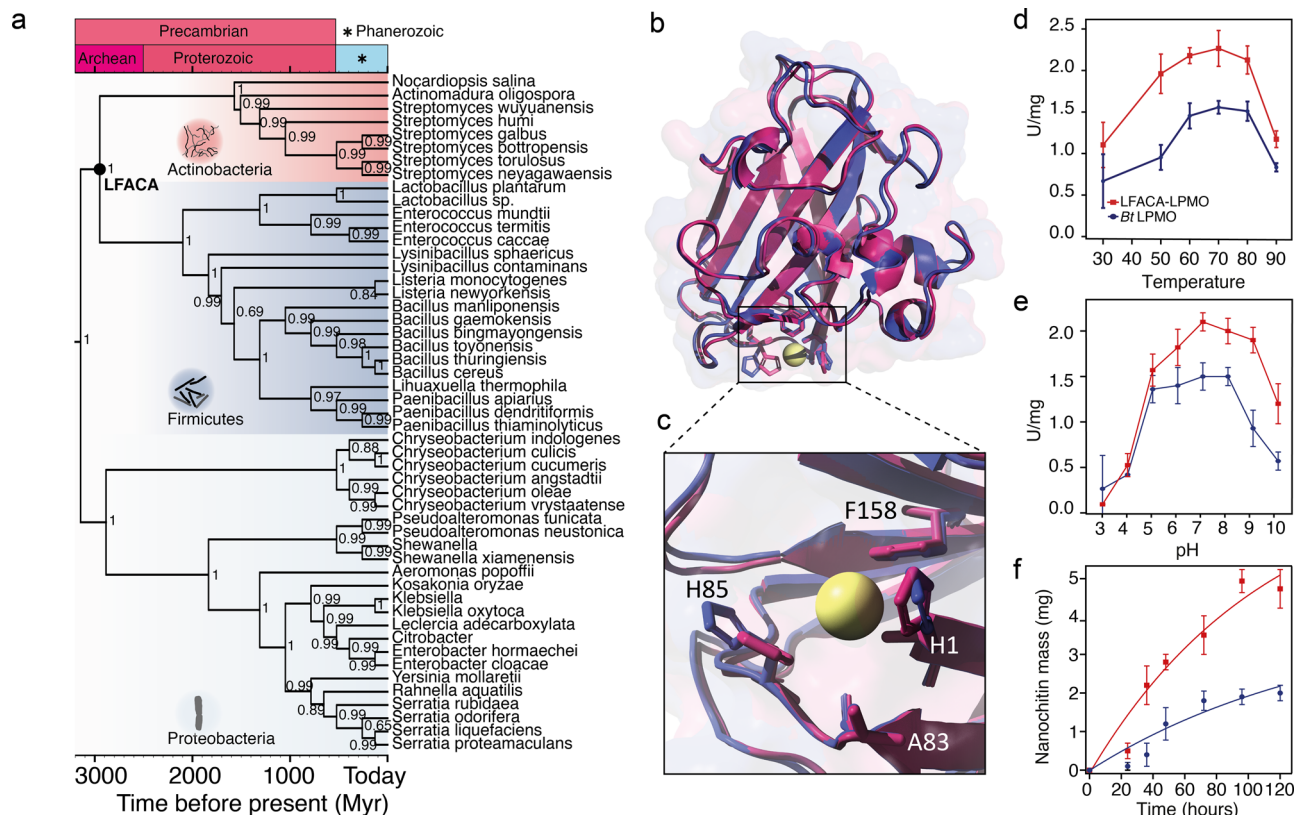 a
Precambrian
* Phanerozoic
Archean
Proterozoic
*
Nocardiopsis salina
Actinomadura oligospora
Streptomyces wuyuanensis
Streptomyces humi
Streptomyces galbus
Streptomyces bottropensis
Streptomyces torulosus
Streptomyces neyagawaensis
Lactobacillus plantarum
Lactobacillus sp.
Enterococcus mundtii
Enterococcus termitis
Enterococcus caccae
Lysinibacillus sphaericus
Lysinibacillus contaminans
Listeria monocytogenes
Listeria newyorkensis
Bacillus manliponensis
Bacillus gaemokensis
Bacillus bingmayongensis
Bacillus toyonensis
Bacillus thuringiensis
Bacillus cereus
Lihuaxuella thermophila
Paenibacillus apiarius
Paenibacillus dendritiformis
Paenibacillus thiaminolyticus
Chryseobacterium indologenes
Chryseobacterium culicis
Chryseobacterium cucumeris
Chryseobacterium angstadtii
Chryseobacterium oleae
Chryseobacterium vrystaatense
Pseudoalteromonas tunicata
Pseudoalteromonas neustonica
Shewanella
Shewanella xiamenensis
Aeromonas popoffii
Kosakonia oryzae
Klebsiella
Klebsiella oxytoca
Leclercia adecarboxylata
Citrobacter
Enterobacter hormaechei
Enterobacter cloacae
Yersinia mollaretii
Rahnella aquatilis
Serratia rubidaea
Serratia odorifera
Serratia liquefaciens
Serratia proteamaculans
1
0.99
0.99
0.99
0.99
0.99
0.99
1
LFACA
Actinobacteria
1
1
1
0.99
0.99
1
0.99
0.84
0.69
0.99
0.99
0.98
1
1
1
0.97
0.99
0.99
Firmicutes
1
0.88
1
1
0.99
0.99
1
0.99
0.99
0.99
1
1
0.99
1
0.99
0.99
0.99
1
0.99
0.89
0.99
0.65
0.99
Proteobacteria
3000 2000 1000 Today
Time before present (Myr)
b
c
F158
H85
H1
A83
d
2.5
2.0
1.5
1.0
0.5
0.0
U/mg
LFACA-LPMO
Bt LPMO
30 40 50 60 70 80 90
Temperature
e
2.0
1.5
1.0
0.5
0.0
U/mg
3 4 5 6 7 8 9 10
pH
f
5
4
3
2
1
0
Nanochitin mass (mg)
0 20 40 60 80 100 120
Time (hours)